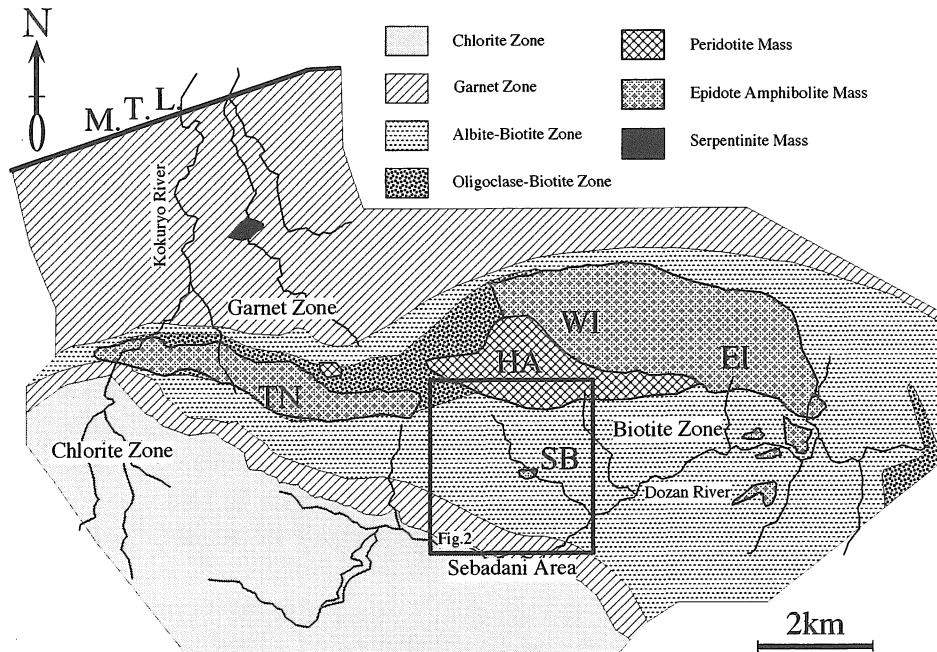 N
Chlorite Zone
Garnet Zone
Albite-Biotite Zone
Oligoclase-Biotite Zone
Peridotite Mass
Epidote Amphibolite Mass
Serpentinite Mass
M. T. L.
Kokuryo River
Garnet Zone
WI
HA
EI
TN
Chlorite Zone
Biotite Zone
SB
Dozan River
Fig.2
Sebadani Area
2km